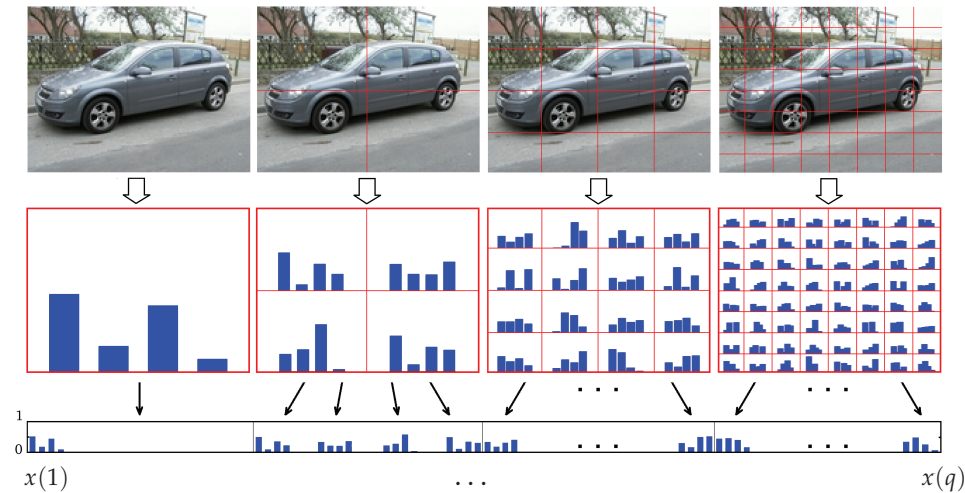 . . .
. . .
1
0
. . .
. . .
x(1)
. . .
x(q)